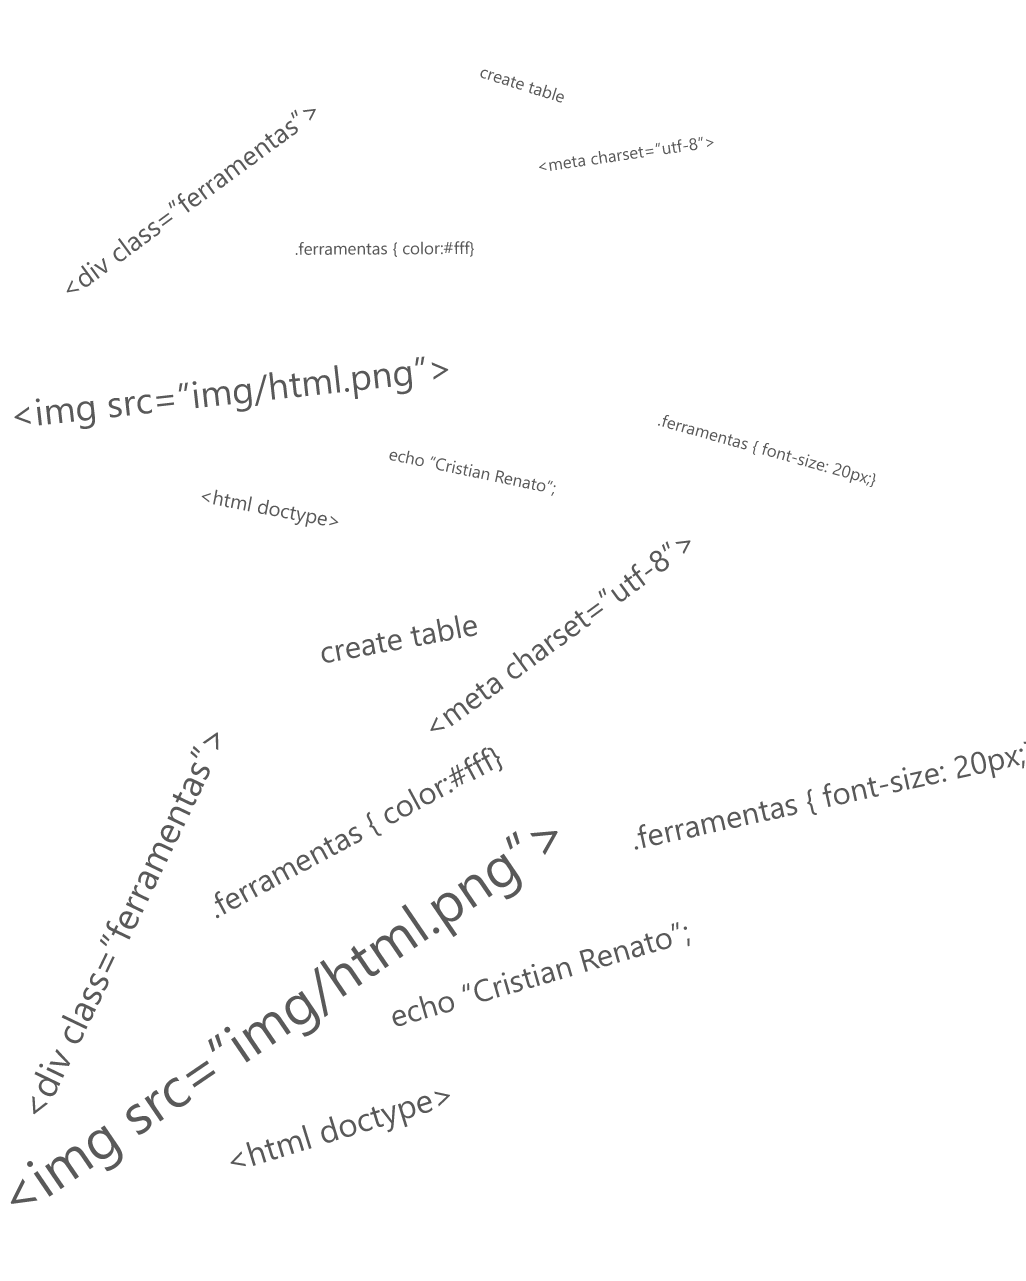 create table
<div class="ferramentas">
<meta charset="utf-8">
.ferramentas { color:#fff}
<img src="img/html.png">
.ferramentas { font-size: 20px;}
echo "Cristian Renato";
<html doctype>
<meta charset="utf-8">
create table
<div class="ferramentas">
.ferramentas { color:#fff}
.ferramentas { font-size: 20px;}
<img src="img/html.png">
echo "Cristian Renato";
<html doctype>